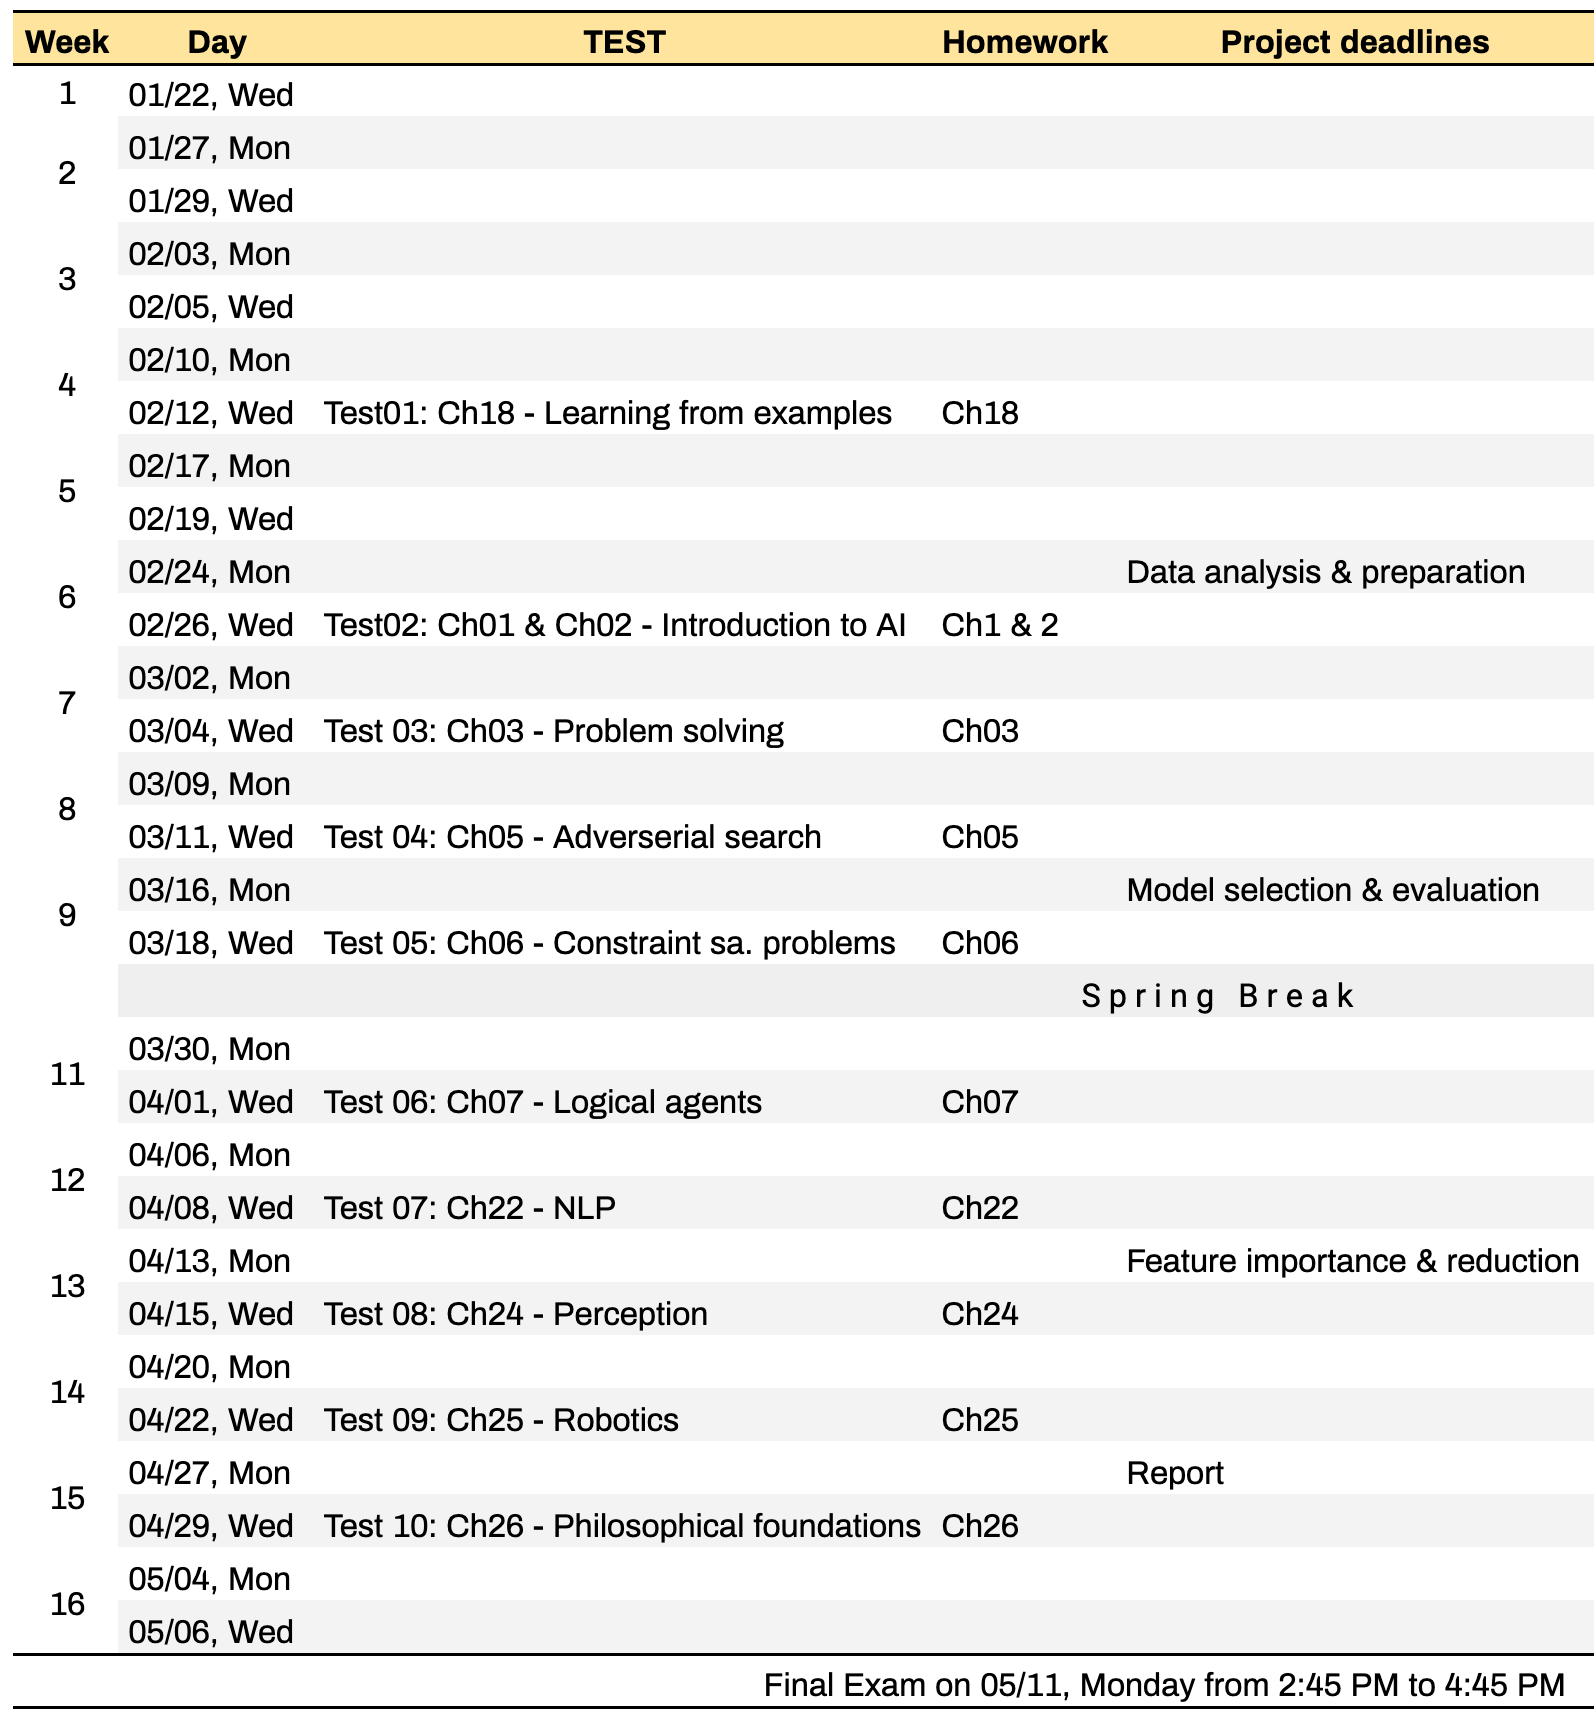 Week Day TEST Homework Project deadlines
1 01/22, Wed
2 01/27, Mon
01/29, Wed
3 02/03, Mon
02/05, Wed
4 02/10, Mon
02/12, Wed Test01: Ch18 - Learning from examples Ch18
5 02/17, Mon
02/19, Wed
6 02/24, Mon Data analysis & preparation
02/26, Wed Test02: Ch01 & Ch02 - Introduction to AI Ch1 & 2
7 03/02, Mon
03/04, Wed Test 03: Ch03 - Problem solving Ch03
8 03/09, Mon
03/11, Wed Test 04: Ch05 - Adverserial search Ch05
9 03/16, Mon Model selection & evaluation
03/18, Wed Test 05: Ch06 - Constraint sa. problems Ch06
Spring Break
11 03/30, Mon
04/01, Wed Test 06: Ch07 - Logical agents Ch07
12 04/06, Mon
04/08, Wed Test 07: Ch22 - NLP Ch22
13 04/13, Mon Feature importance & reduction
04/15, Wed Test 08: Ch24 - Perception Ch24
14 04/20, Mon
04/22, Wed Test 09: Ch25 - Robotics Ch25
15 04/27, Mon Report
04/29, Wed Test 10: Ch26 - Philosophical foundations Ch26
16 05/04, Mon
05/06, Wed
Final Exam on 05/11, Monday from 2:45 PM to 4:45 PM